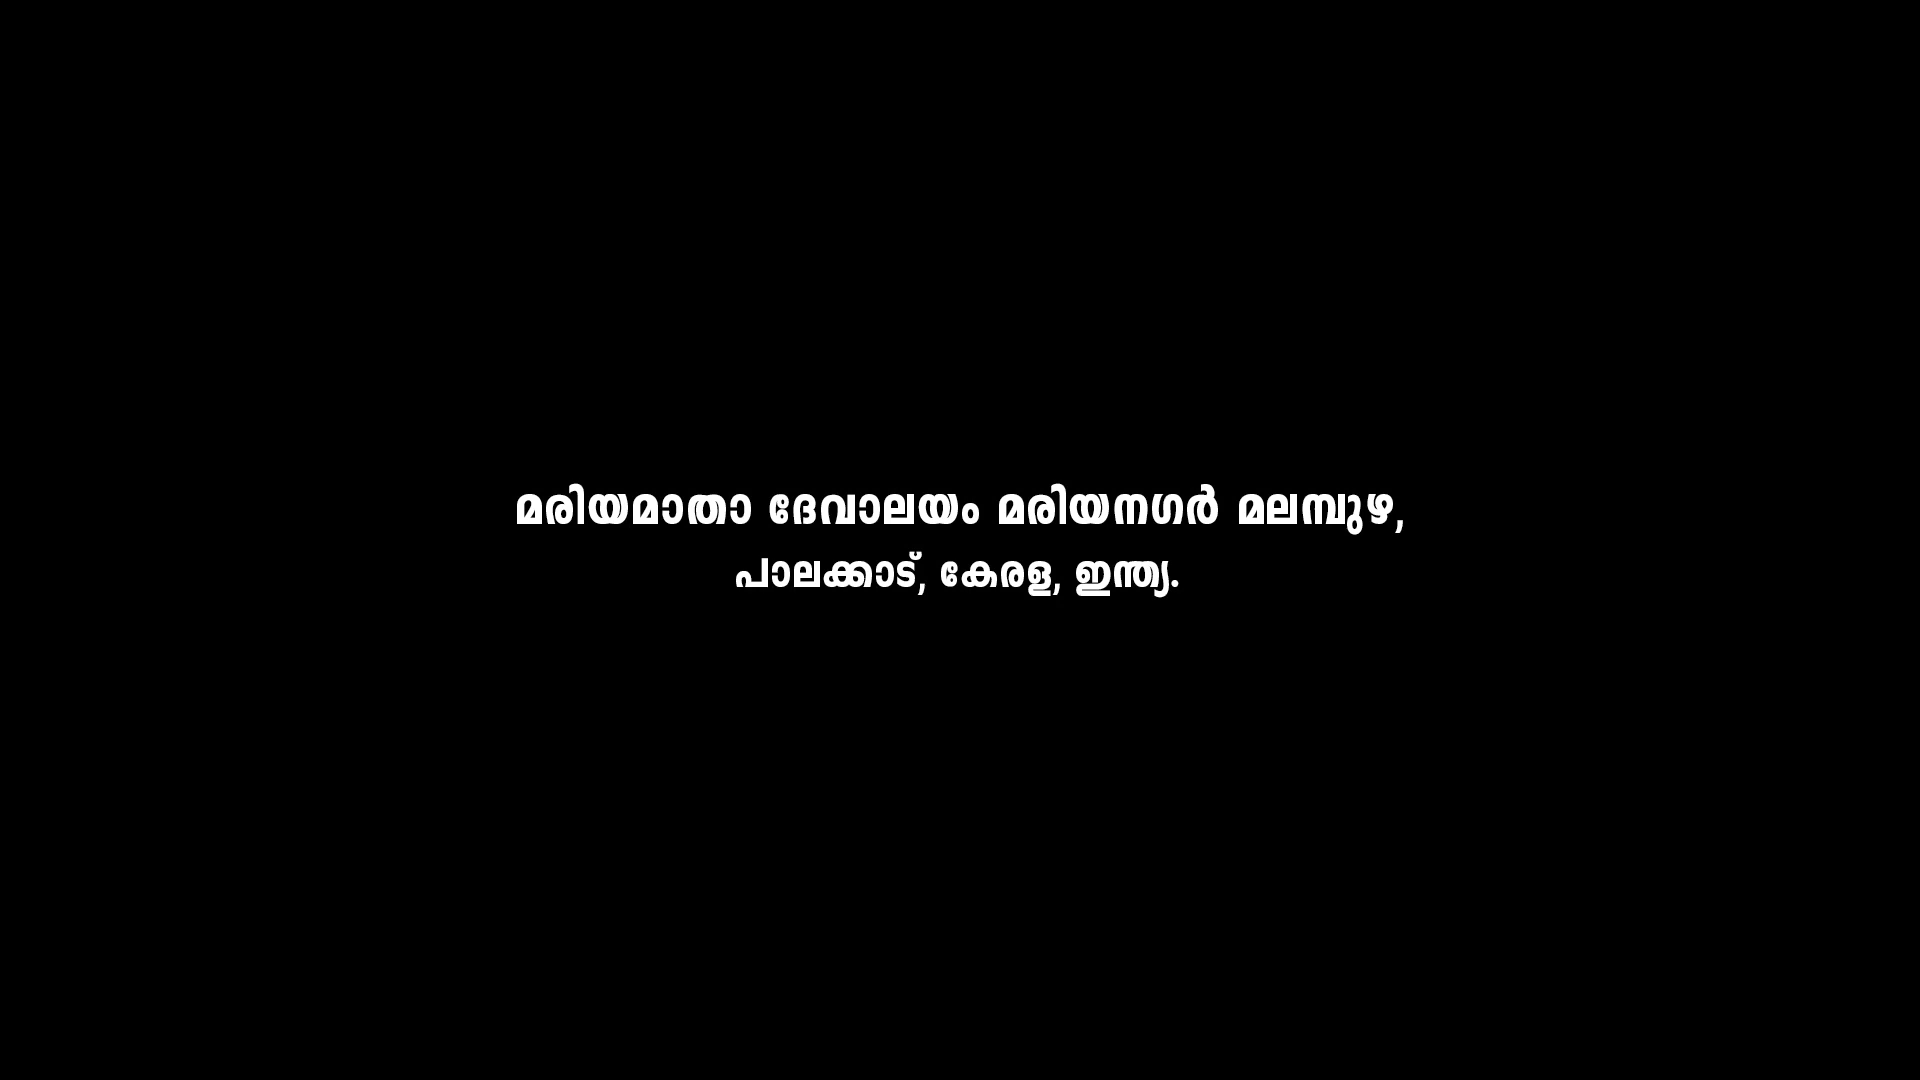 മരിയമാതാ ദേവാലയം മരിയനഗർ മലമ്പുഴ,
പാലക്കാട്, കേരള, ഇന്ത്യ.